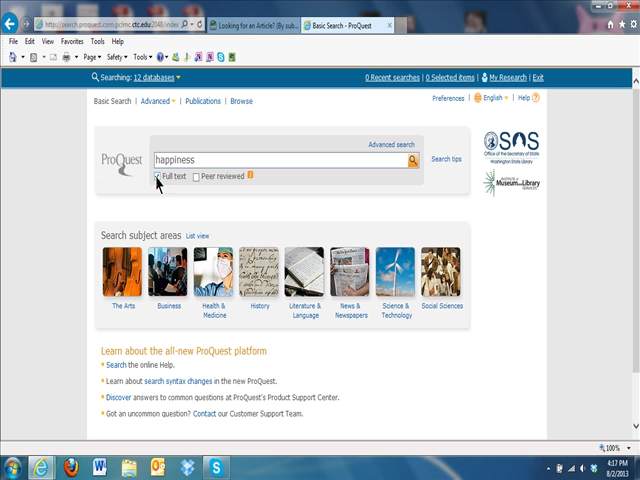 http://search.proquest.com.pclmc.ctc.edu:2048/index
Looking for an Article? (By sub...
Basic Search - ProQuest
File Edit View Favorites Tools Help
Page Safety Tools
Searching: 12 databases
0 Recent searches | 0 Selected items | My Research | Exit
Basic Search | Advanced | Publications | Browse
Preferences | English | Help
Advanced search
ProQuest
happiness
Search tips
Full text Peer reviewed
SOS
Office of the Secretary of State
Washington State Library
INSTITUTE of
Museum and Library
SERVICES
Search subject areas List view
The Arts
Business
Health & Medicine
History
Literature & Language
News & Newspapers
Science & Technology
Social Sciences
Learn about the all-new ProQuest platform
Search the online Help.
Learn about search syntax changes in the new ProQuest.
Discover answers to common questions at ProQuest's Product Support Center.
Got an uncommon question? Contact our Customer Support Team.
100%
4:17 PM
8/2/2013